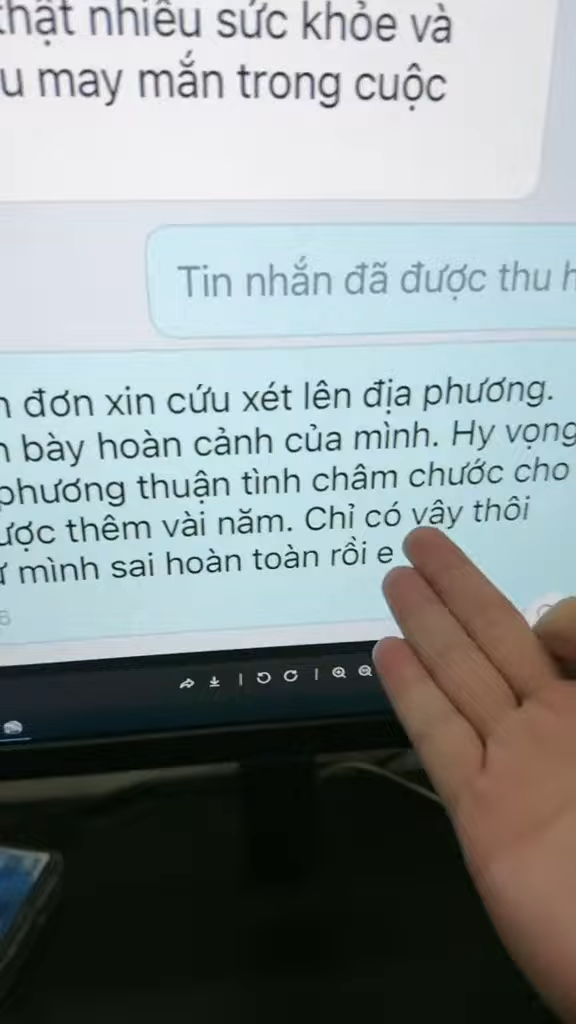 nhiều sức khỏe và
may mắn trong cuộc
Tin nhắn đã được thu
đơn xin cứu xét lên địa phương.
bày hoàn cảnh của mình. Hy vọng
phương thuận tình châm chước cho
thêm vài năm. Chỉ có vậy thôi
mình sai hoàn toàn rồi e